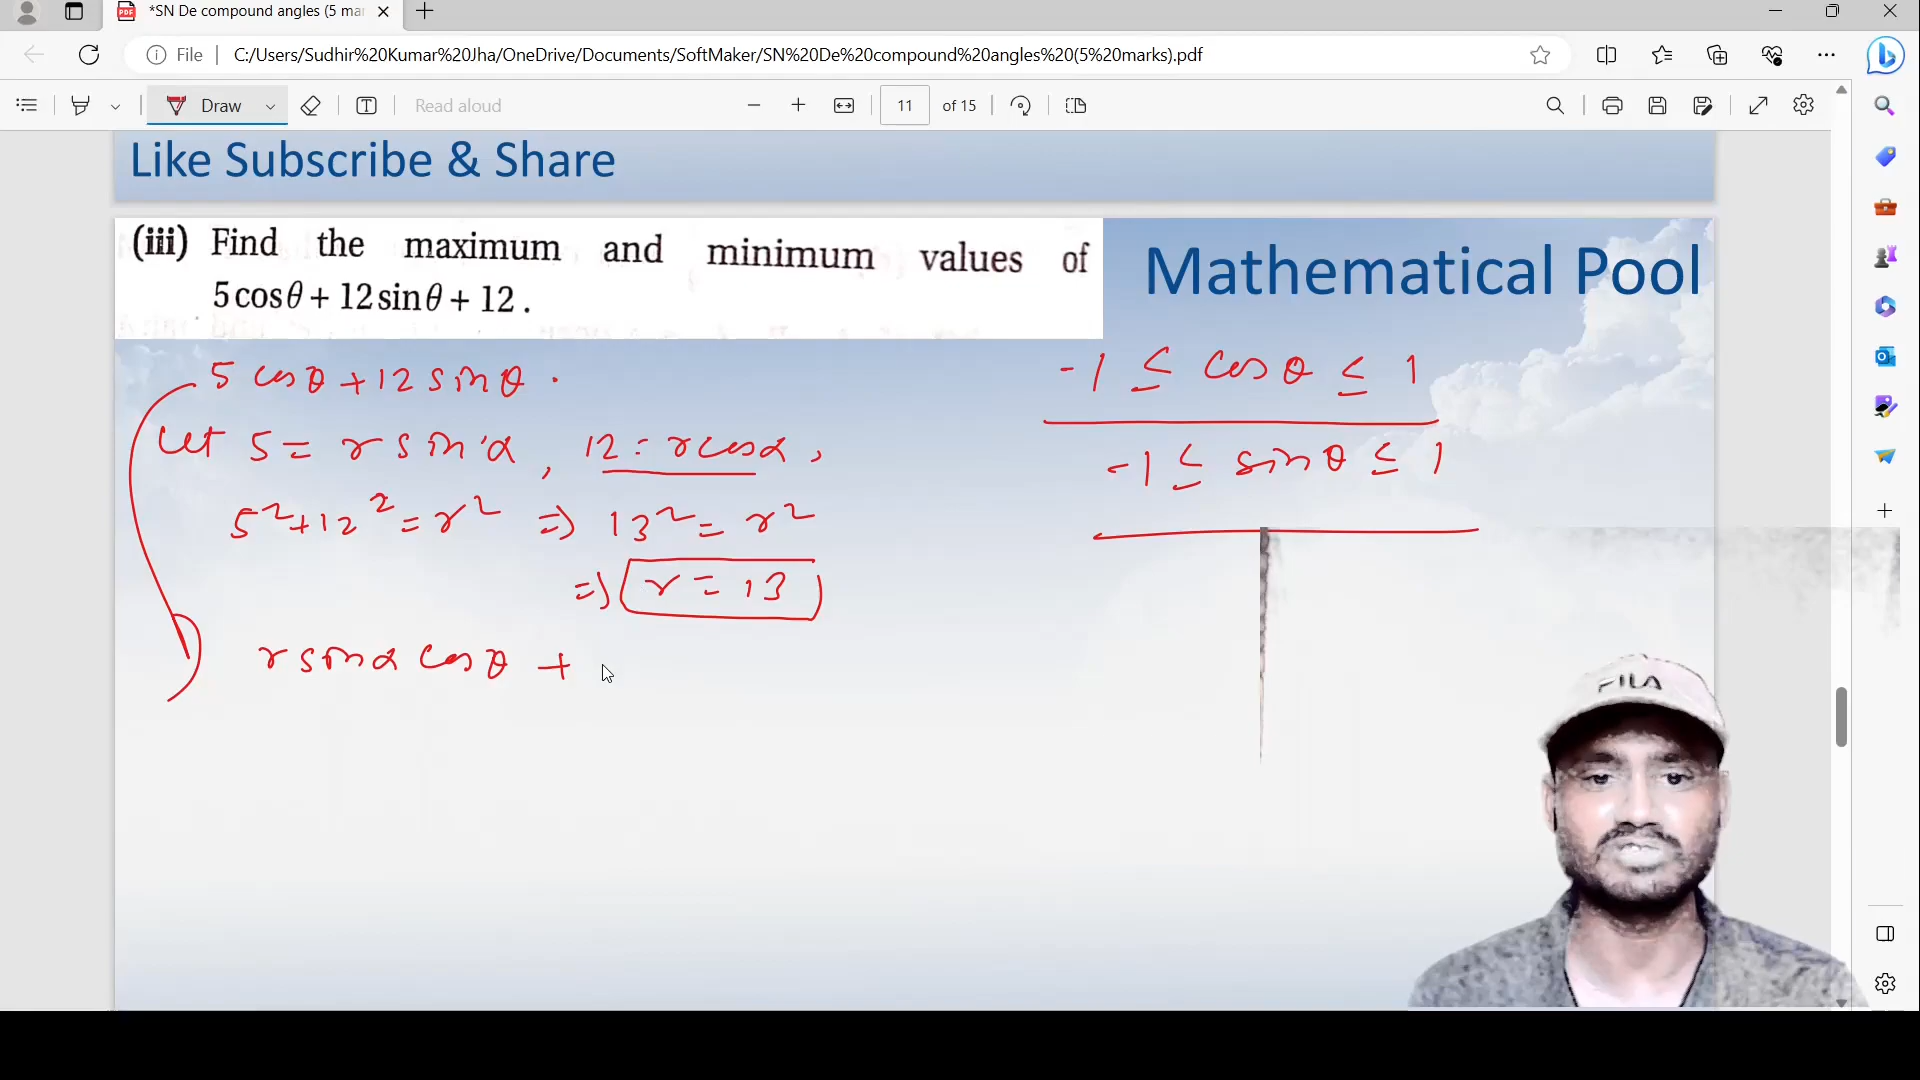 *SN De compound angles (5 mar
File C:/Users/Sudhir%20Kumar%20Jha/OneDrive/Documents/SoftMaker/SN%20De%20compound%20angles%20(5%20marks).pdf
Draw Read aloud 11 of 15
Like Subscribe & Share
(iii) Find the maximum and minimum values of
5cosθ + 12sinθ + 12.
Mathematical Pool
5 cosθ + 12 sinθ .
Let 5 = r sinα , 12 = r cosα ,
5² + 12² = r² => 13² = r²
=> r = 13
r sinα cosθ +
-1 ≤ cosθ ≤ 1
-1 ≤ sinθ ≤ 1
FILA